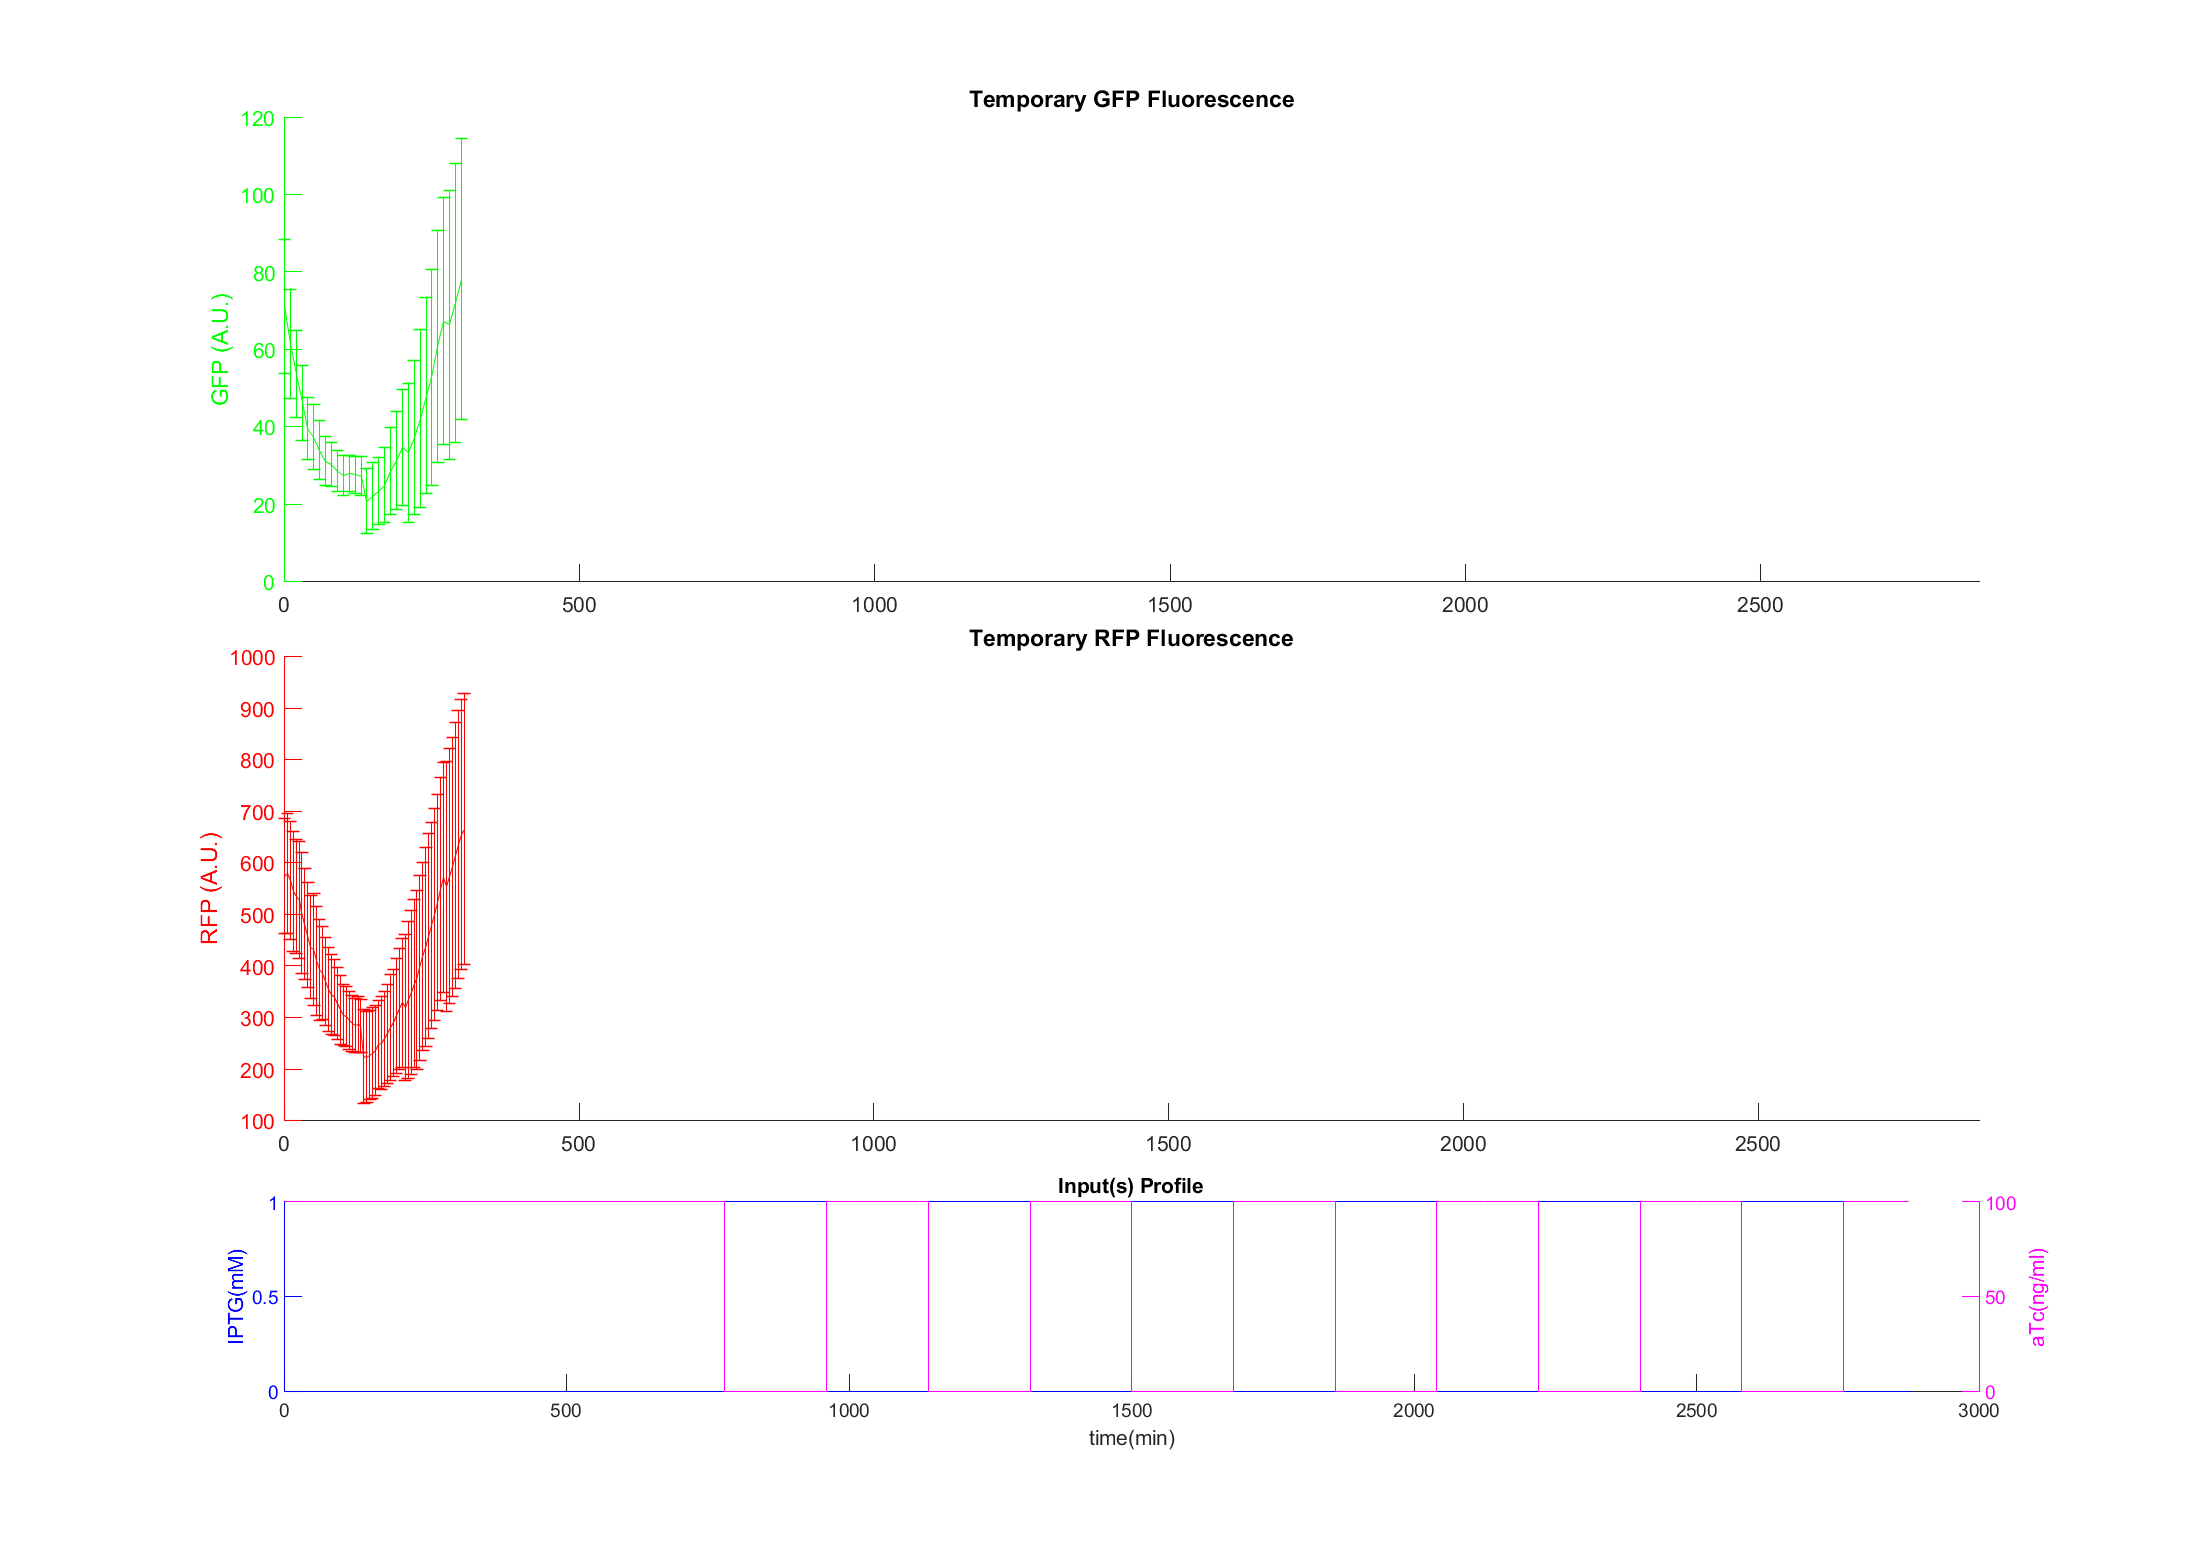 Temporary GFP Fluorescence
120
100
80
60
40
20
0
GFP (A.U.)
0 500 1000 1500 2000 2500
Temporary RFP Fluorescence
1000
900
800
700
600
500
400
300
200
100
RFP (A.U.)
0 500 1000 1500 2000 2500
Input(s) Profile
1
0.5
0
IPTG(mM)
100
50
0
aTc(ng/ml)
0 500 1000 1500 2000 2500 3000
time(min)